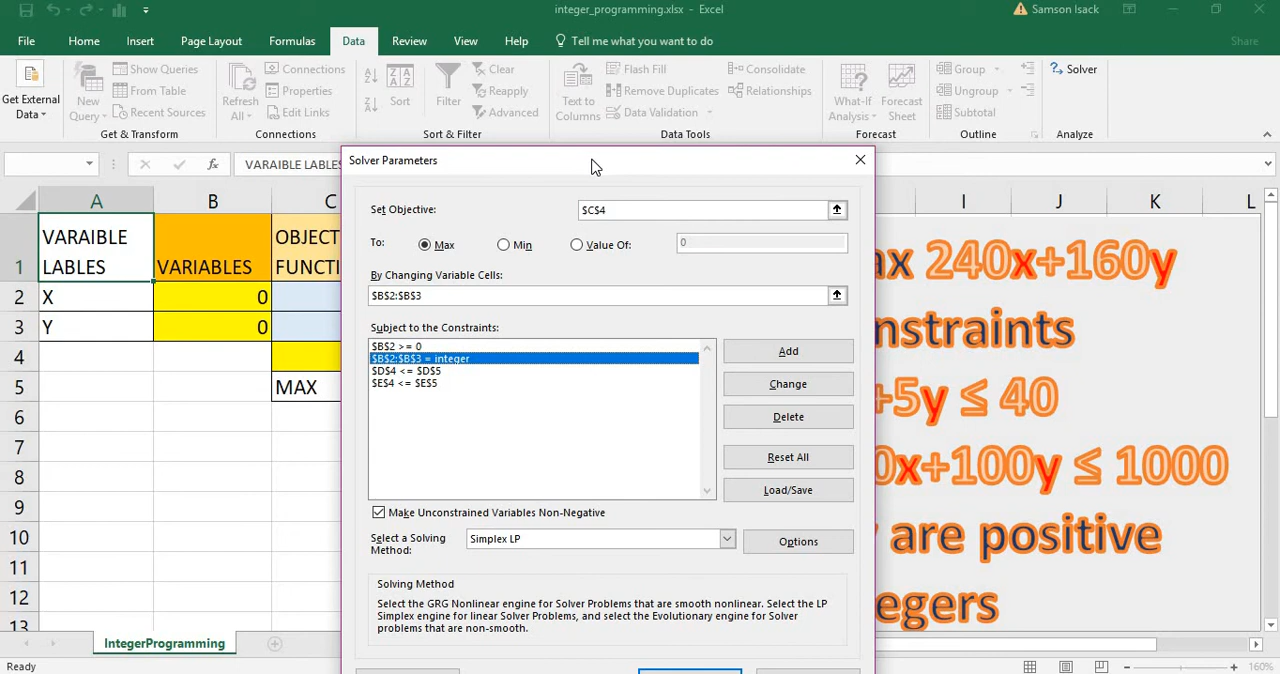 integer_programming.xlsx - Excel
Samson Isack
File Home Insert Page Layout Formulas Data Review View Help Tell me what you want to do Share
Get External Data
New Query
Show Queries
From Table
Recent Sources
Get & Transform
Refresh All
Connections
Properties
Edit Links
Connections
Sort
Filter
Clear
Reapply
Advanced
Sort & Filter
Text to Columns
Flash Fill
Remove Duplicates
Data Validation
Consolidate
Relationships
Data Tools
What-If Analysis
Forecast Sheet
Forecast
Group
Ungroup
Subtotal
Outline
Solver
Analyze
fx VARAIBLE LABLES
A B C I J K L
1 VARAIBLE LABLES VARIABLES OBJECT FUNCTI
2 X 0
3 Y 0
4
5 MAX
6
7
8
9
10
11
12
13
Solver Parameters
Set Objective: $C$4
To: Max Min Value Of: 0
By Changing Variable Cells:
$B$2:$B$3
Subject to the Constraints:
$B$2 >= 0
$B$2:$B$3 = integer
$D$4 <= $D$5
$E$4 <= $E$5
Add
Change
Delete
Reset All
Load/Save
Make Unconstrained Variables Non-Negative
Select a Solving Method: Simplex LP Options
Solving Method
Select the GRG Nonlinear engine for Solver Problems that are smooth nonlinear. Select the LP
Simplex engine for linear Solver Problems, and select the Evolutionary engine for Solver
problems that are non-smooth.
ax 240x+160y
nstraints
+5y ≤ 40
0x+100y ≤ 1000
y are positive
egers
IntegerProgramming
Ready
160%